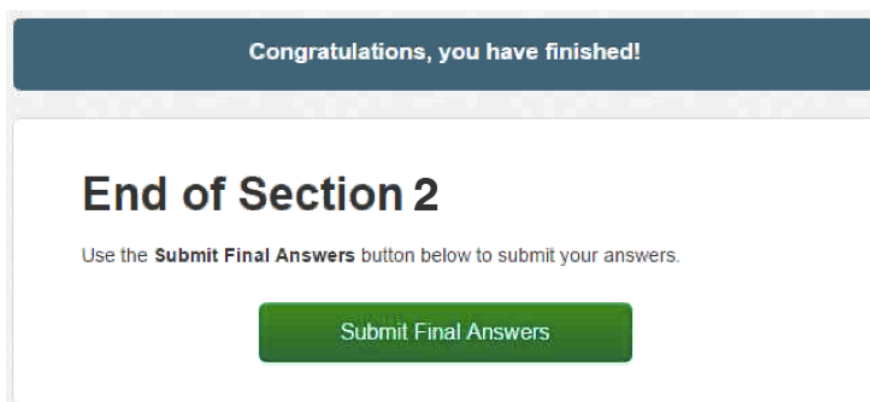 Congratulations, you have finished!
End of Section 2
Use the Submit Final Answers button below to submit your answers.
Submit Final Answers